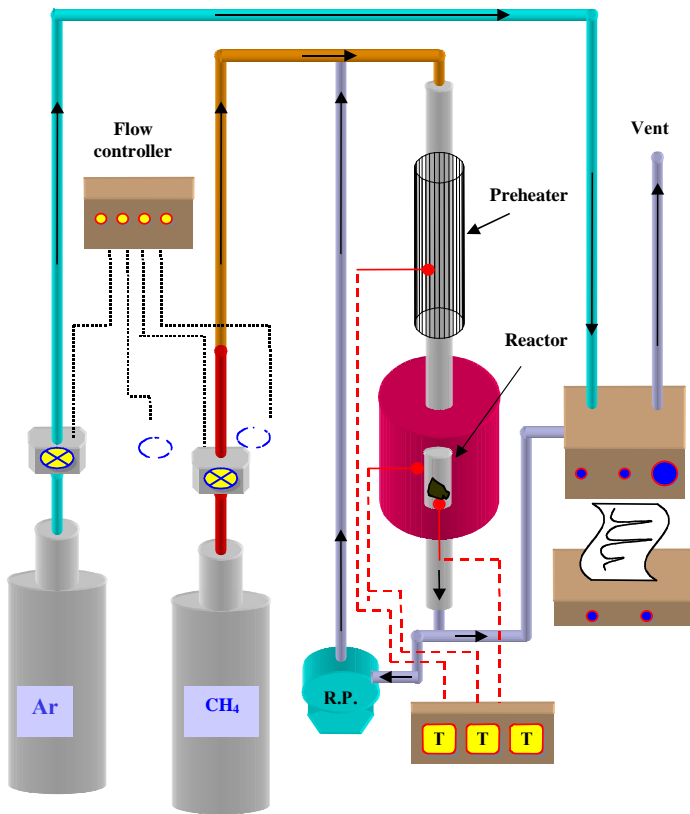 Flow
controller
Vent
Preheater
Reactor
Ar
CH₄
R.P.
T T T